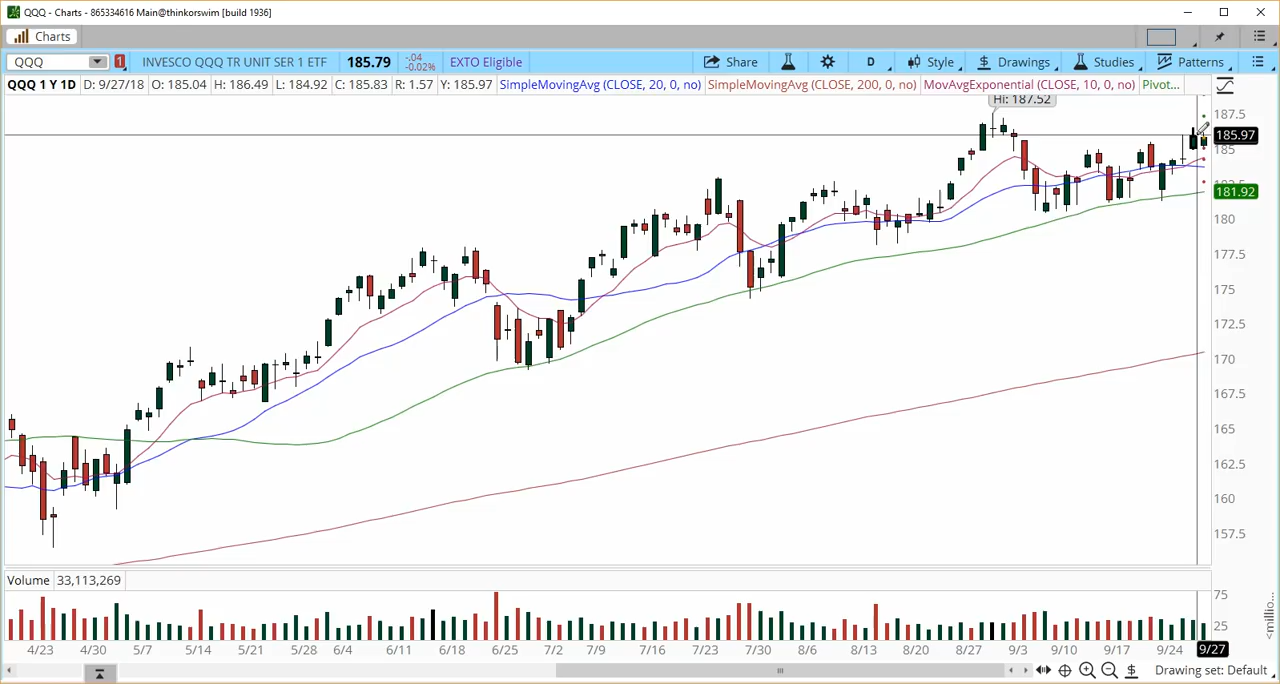 QQQ - Charts - 865334616 Main@thinkorswim [build 1936]
Charts
QQQ 1 INVESCO QQQ TR UNIT SER 1 ETF 185.79 -.04 -0.02% EXTO Eligible Share D Style Drawings Studies Patterns
QQQ 1 Y 1D D: 9/27/18 O: 185.04 H: 186.49 L: 184.92 C: 185.83 R: 1.57 Y: 185.97 SimpleMovingAvg (CLOSE, 20, 0, no) SimpleMovingAvg (CLOSE, 200, 0, no) MovAvgExponential (CLOSE, 10, 0, no) Pivot...
Hi: 187.52
187.5
185.97
185
181.92
180
177.5
175
172.5
170
167.5
165
162.5
160
157.5
Volume 33,113,269
75
25
<millio...
4/23 4/30 5/7 5/14 5/21 5/28 6/4 6/11 6/18 6/25 7/2 7/9 7/16 7/23 7/30 8/6 8/13 8/20 8/27 9/3 9/10 9/17 9/24 9/27
Drawing set: Default